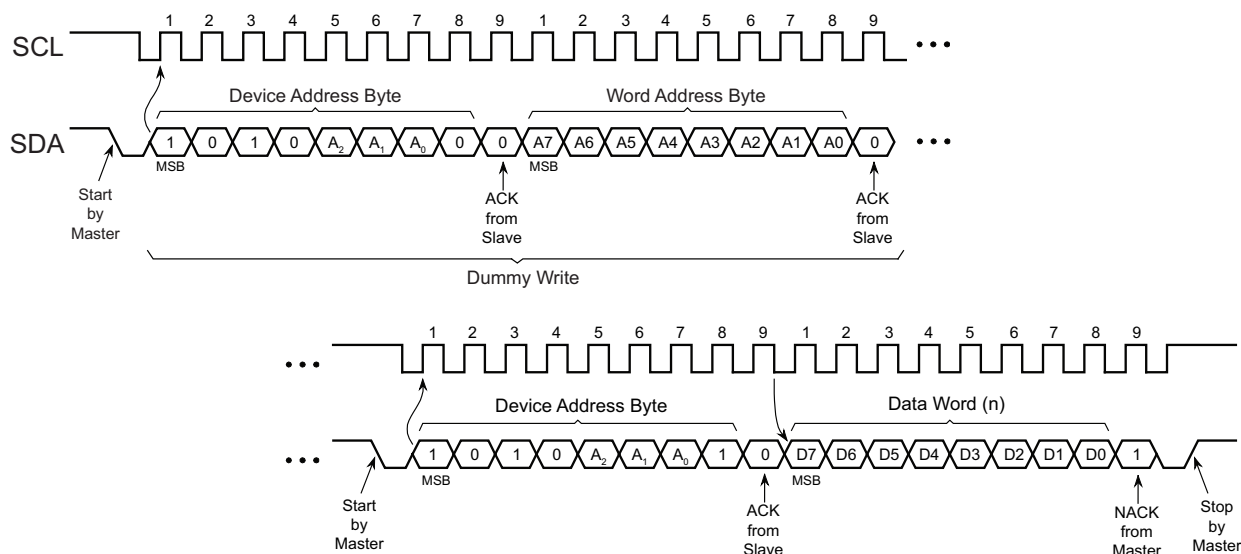 1 2 3 4 5 6 7 8 9 1 2 3 4 5 6 7 8 9
SCL
Device Address Byte Word Address Byte
SDA 1 0 1 0 A2 A1 A0 0 0 A7 A6 A5 A4 A3 A2 A1 A0 0
MSB MSB
Start by Master
ACK from Slave
ACK from Slave
Dummy Write
1 2 3 4 5 6 7 8 9 1 2 3 4 5 6 7 8 9
Device Address Byte Data Word (n)
1 0 1 0 A2 A1 A0 1 0 D7 D6 D5 D4 D3 D2 D1 D0 1
MSB MSB
Start by Master
ACK from Slave
NACK from Master
Stop by Master